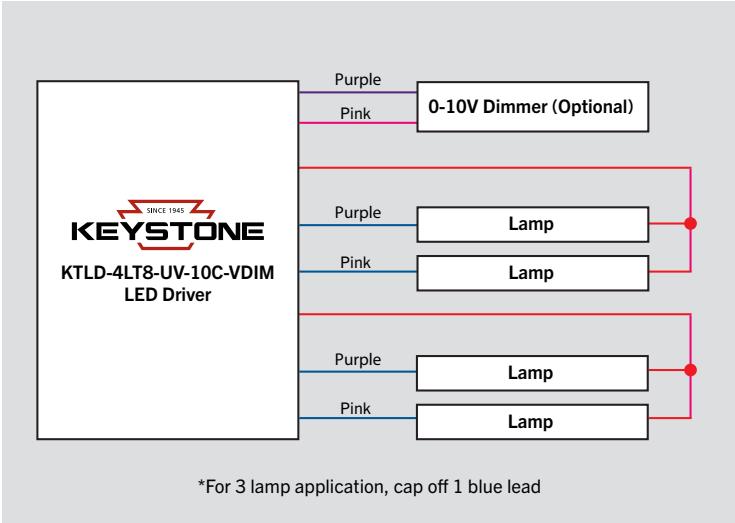 Purple
0-10V Dimmer (Optional)
Pink
SINCE 1945
KEYSTONE
KTLD-4LT8-UV-10C-VDIM
LED Driver
Purple
Lamp
Pink
Lamp
Purple
Lamp
Pink
Lamp
*For 3 lamp application, cap off 1 blue lead